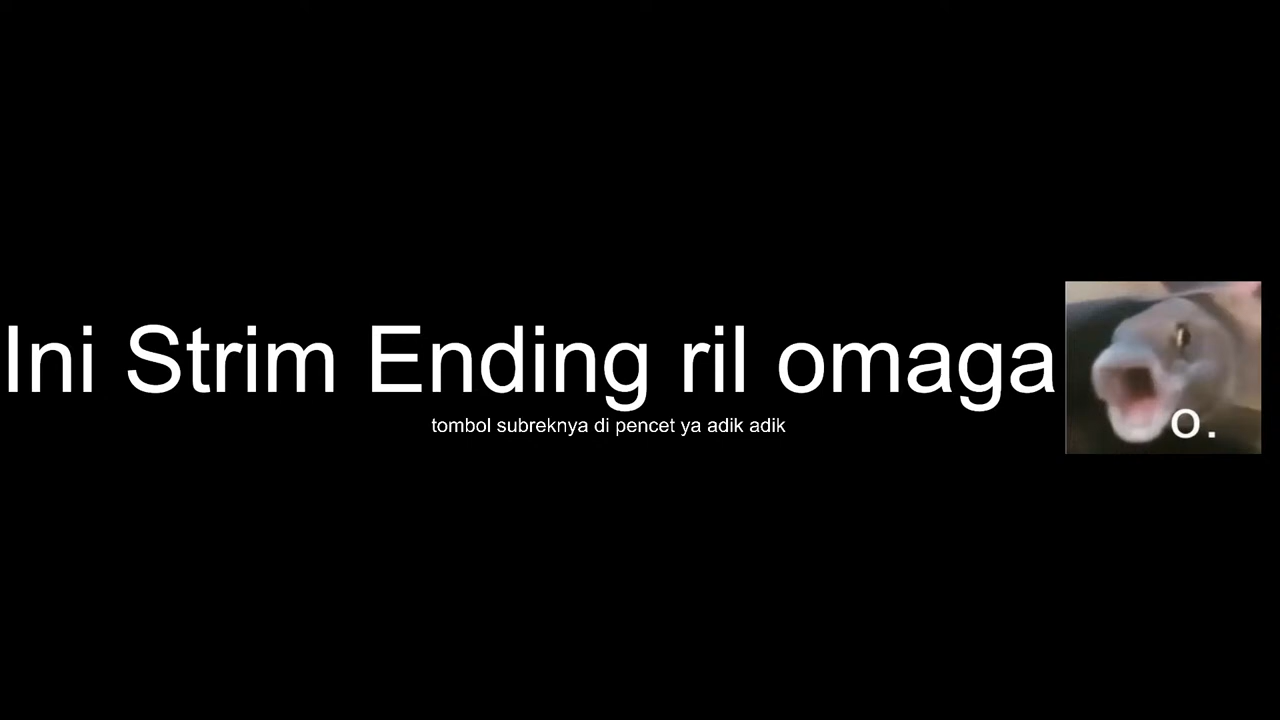 Ini Strim Ending ril omaga
tombol subreknya di pencet ya adik adik
o.